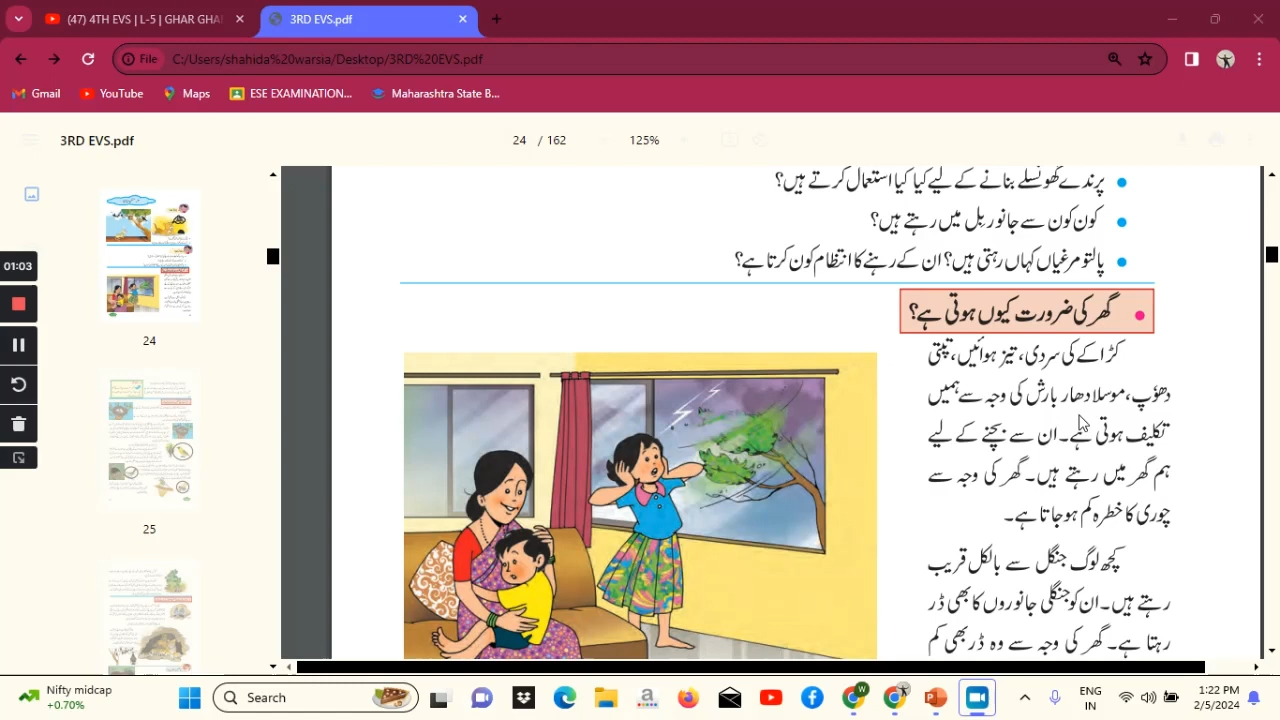 (47) 4TH EVS | L-5 | GHAR GHA
3RD EVS.pdf
File
C:/Users/shahida%20warsia/Desktop/3RD%20EVS.pdf
Gmail
YouTube
Maps
ESE EXAMINATION...
Maharashtra State B...
3RD EVS.pdf
24 / 162
125%
01:03
24
25
پرندے گھونسلے بنانے کے لیے کیا کیا استعمال کرتے ہیں؟
کون کون سے جانور بل میں رہتے ہیں؟
پالتو مرغیاں کہاں رہتی ہیں؟ ان کے رہنے کا انتظام کون کرتا ہے؟
گھر کی ضرورت کیوں ہوتی ہے؟
کڑاکے کی سردی، تیز ہوائیں، تپتی
دھوٗپ، موسلا دھار بارش کی وجہ سے ہمیں
تکلیف ہوتی ہے۔ ان سے بچنے کے لیے
ہم گھر میں رہتے ہیں۔ گھر کی وجہ سے
چوری کا خطرہ کم ہو جاتا ہے۔
کچھ لوگ جنگل سے بالکل قریب
رہتے ہیں۔ ان کو جنگلی جانوروں کا بھی ڈر
رہتا ہے۔ گھر کی وجہ سے وہ ڈر بھی کم
Nifty midcap
+0.70%
Search
W
ENG
IN
1:22 PM
2/5/2024